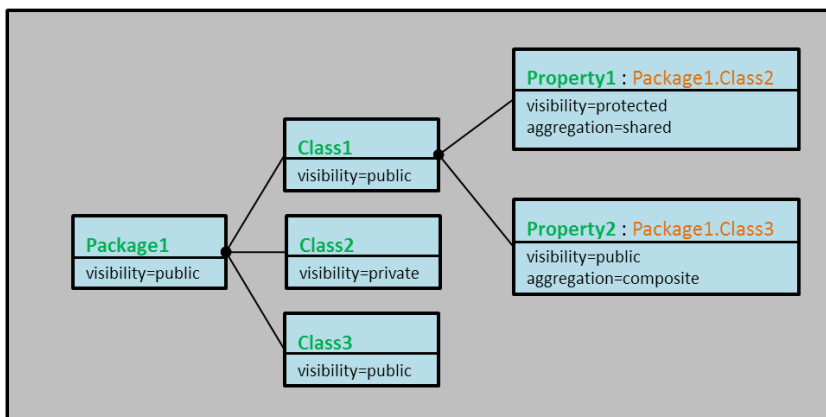 Property1 : Package1.Class2
visibility=protected
aggregation=shared
Class1
visibility=public
Package1
visibility=public
Class2
visibility=private
Property2 : Package1.Class3
visibility=public
aggregation=composite
Class3
visibility=public